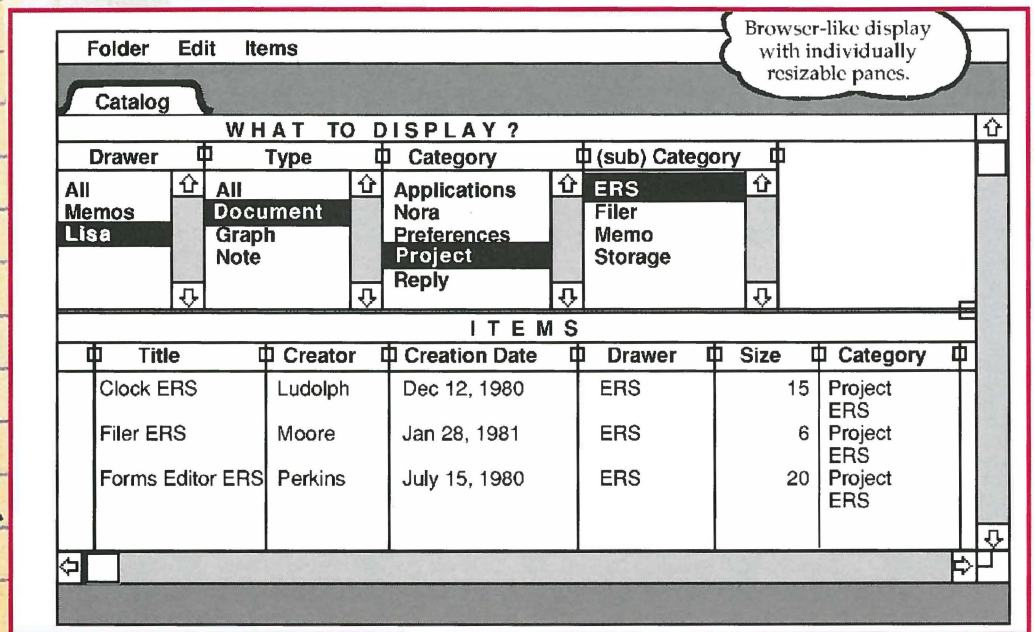 Browser-like display
with individually
resizable panes.
Folder Edit Items
Catalog
WHAT TO DISPLAY?
Drawer Type Category (sub) Category
All All Applications ERS
Memos Document Nora Filer
Lisa Graph Preferences Memo
Note Project Storage
Reply
ITEMS
Title Creator Creation Date Drawer Size Category
Clock ERS Ludolph Dec 12, 1980 ERS 15 Project
ERS
Filer ERS Moore Jan 28, 1981 ERS 6 Project
ERS
Forms Editor ERS Perkins July 15, 1980 ERS 20 Project
ERS